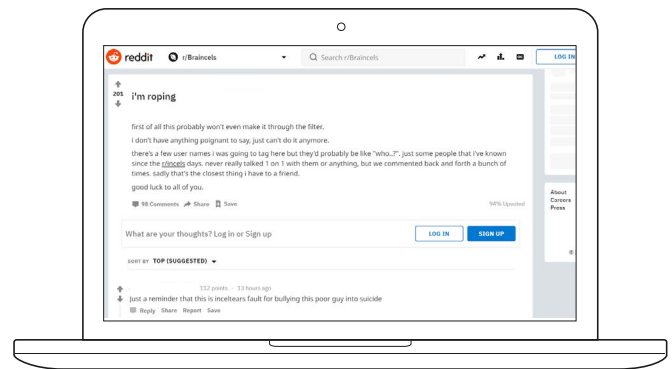 reddit r/Braincels Search r/Braincels LOG IN
201
i'm roping
first of all this probably won't even make it through the filter.
i don't have anything poignant to say, just can't do it anymore.
there's a few user names i was going to tag here but they'd probably be like "who..?". just some people that i've known
since the r/incels days. never really talked 1 on 1 with them or anything, but we commented back and forth a bunch of
times. sadly that's the closest thing i have to a friend.
good luck to all of you.
90 Comments Share Save 94% Upvoted
About
Careers
Press
What are your thoughts? Log in or Sign up LOG IN SIGN UP
SORT BY TOP (SUGGESTED)
112 points · 13 hours ago
Just a reminder that this is inceltears fault for bullying this poor guy into suicide
Reply Share Report Save